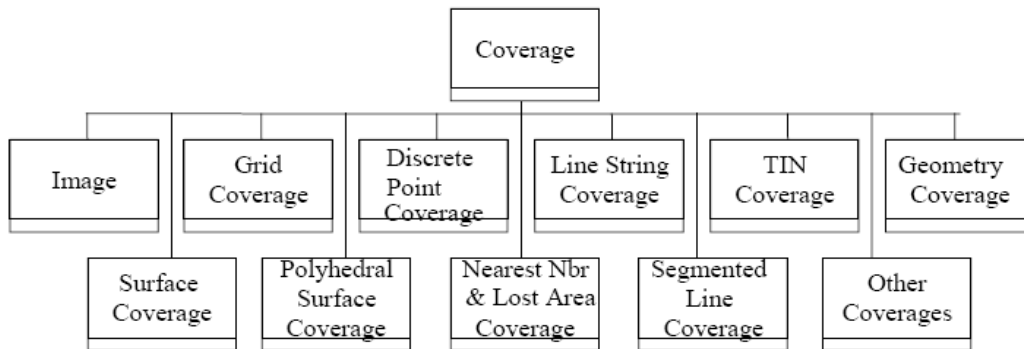 Coverage
Image
Grid
Coverage
Discrete
Point
Coverage
Line String
Coverage
TIN
Coverage
Geometry
Coverage
Surface
Coverage
Polyhedral
Surface
Coverage
Nearest Nbr
& Lost Area
Coverage
Segmented
Line
Coverage
Other
Coverages